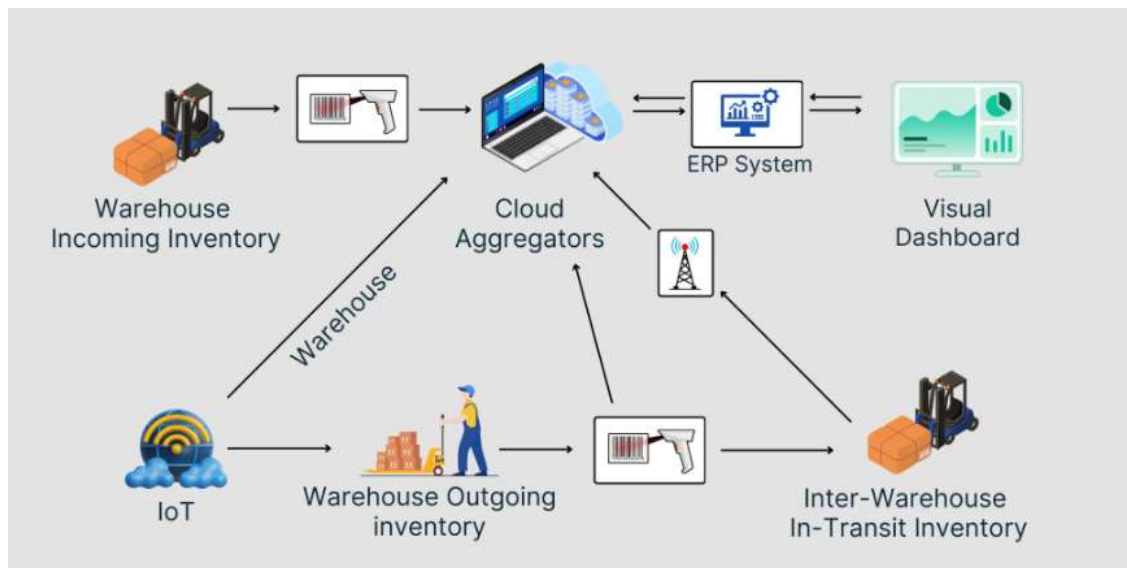 ERP System
Warehouse
Incoming Inventory
Cloud
Aggregators
Visual
Dashboard
Warehouse
IoT
Warehouse Outgoing
inventory
Inter-Warehouse
In-Transit Inventory